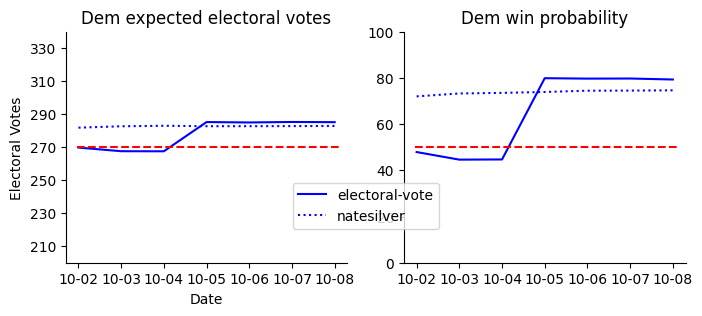 Dem expected electoral votes
Electoral Votes
330
310
290
270
250
230
210
10-02 10-03 10-04 10-05 10-06 10-07 10-08
Date
Dem win probability
100
80
60
40
0
10-02 10-03 10-04 10-05 10-06 10-07 10-08
electoral-vote
natesilver